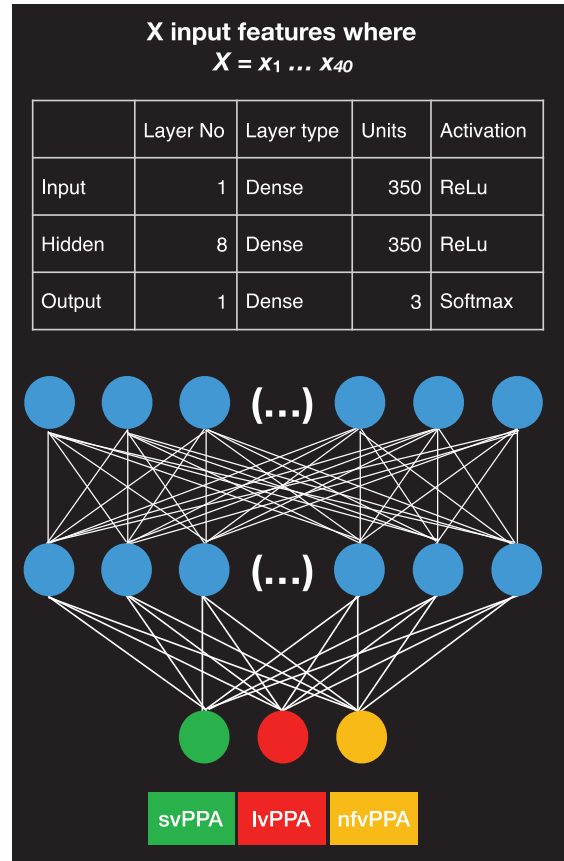 X input features where
X = x1 ... x40
Layer No Layer type Units Activation
Input 1 Dense 350 ReLu
Hidden 8 Dense 350 ReLu
Output 1 Dense 3 Softmax
(...)
(...)
svPPA lvPPA nfvPPA